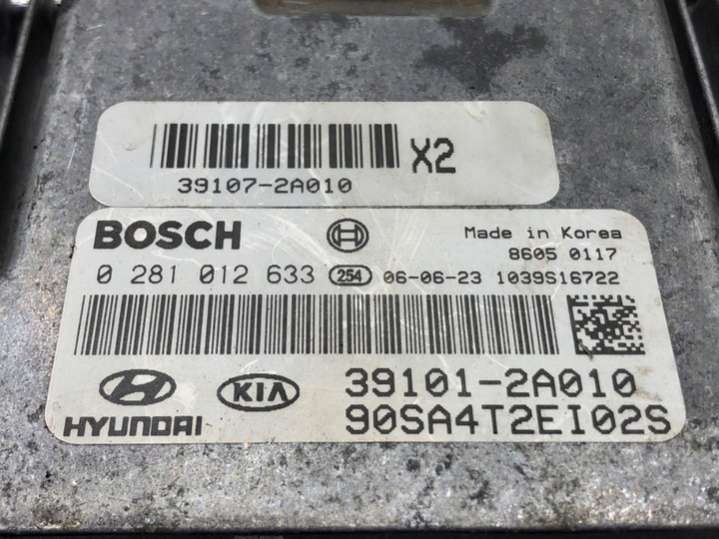 X2
39107-2A010
BOSCH Made in Korea
8605 0117
0 281 012 633 254 06-06-23 1039S16722
HYUNDAI KIA 39101-2A010
90SA4T2EI02S